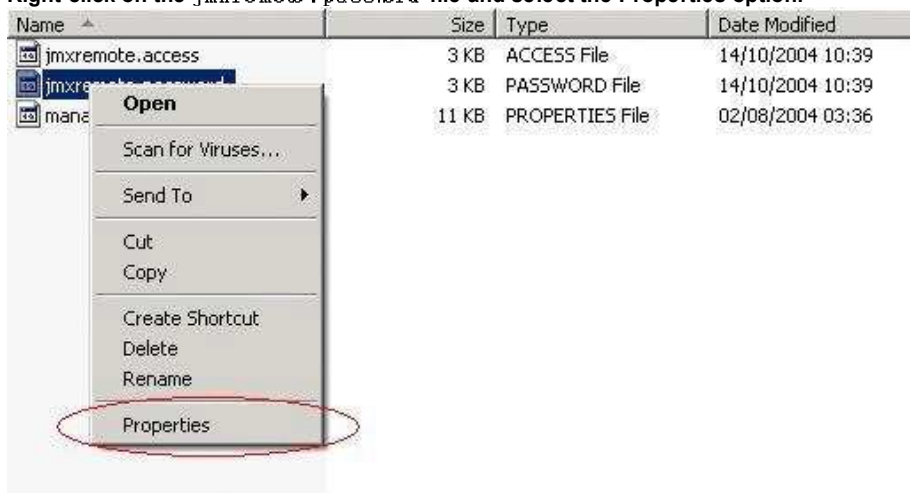 Right-click on the jmxremote.password file and select the Properties option.
Name Size Type Date Modified
jmxremote.access 3 KB ACCESS File 14/10/2004 10:39
jmxremote.password 3 KB PASSWORD File 14/10/2004 10:39
mana 11 KB PROPERTIES File 02/08/2004 03:36
Open
Scan for Viruses...
Send To
Cut
Copy
Create Shortcut
Delete
Rename
Properties